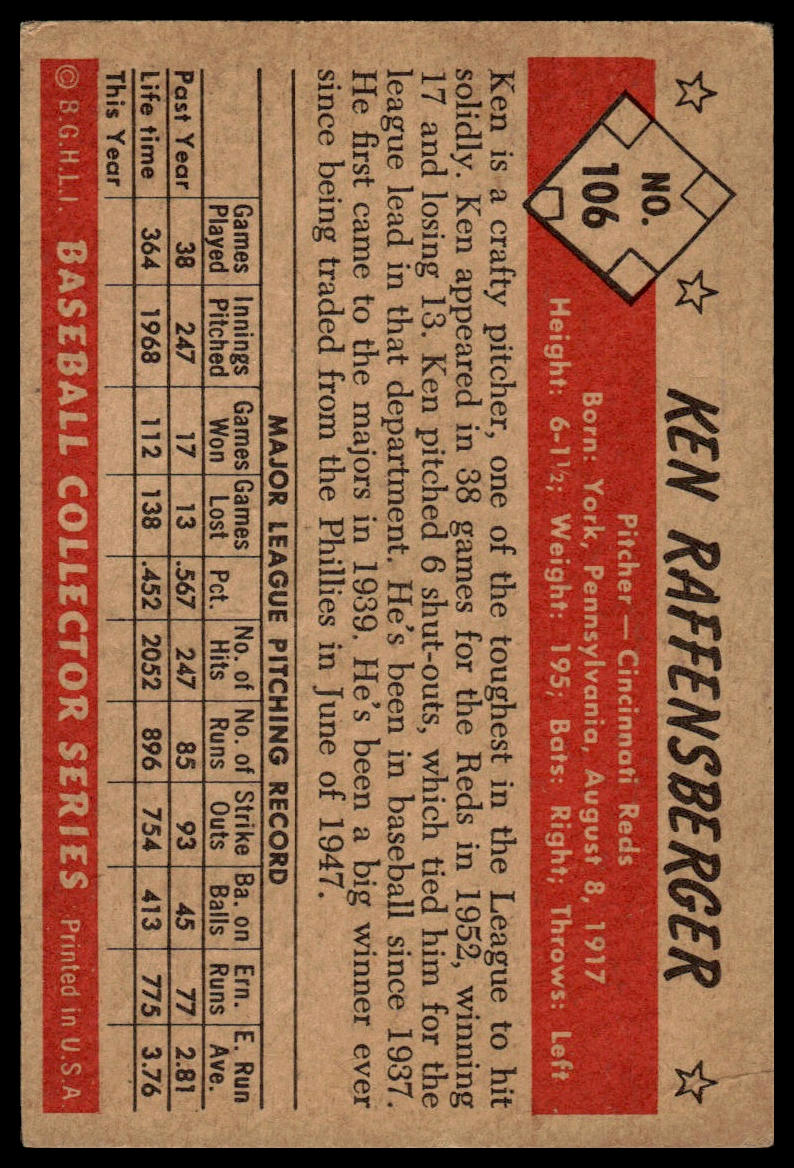 KEN RAFFENSBERGER
NO.
106
Pitcher — Cincinnati Reds
Born: York, Pennsylvania, August 8, 1917
Height: 6-1½; Weight: 195; Bats: Right; Throws: Left
Ken is a crafty pitcher, one of the toughest in the League to hit
solidly. Ken appeared in 38 games for the Reds in 1952, winning
17 and losing 13. Ken pitched 6 shut-outs, which tied him for the
league lead in that department. He's been in baseball since 1937.
He first came to the majors in 1939. He's been a big winner ever
since being traded from the Phillies in June of 1947.
MAJOR LEAGUE PITCHING RECORD
Games Innings Games Games No. of No. of Strike Ba. on Ern. E. Run
Played Pitched Won Lost Pct. Hits Runs Outs Balls Runs Ave.
Past Year 38 247 17 13 .567 247 85 93 45 77 2.81
Life time 364 1968 112 138 .452 2052 896 754 413 775 3.76
This Year
© B.G.H.L.I. BASEBALL COLLECTOR SERIES Printed in U.S.A.